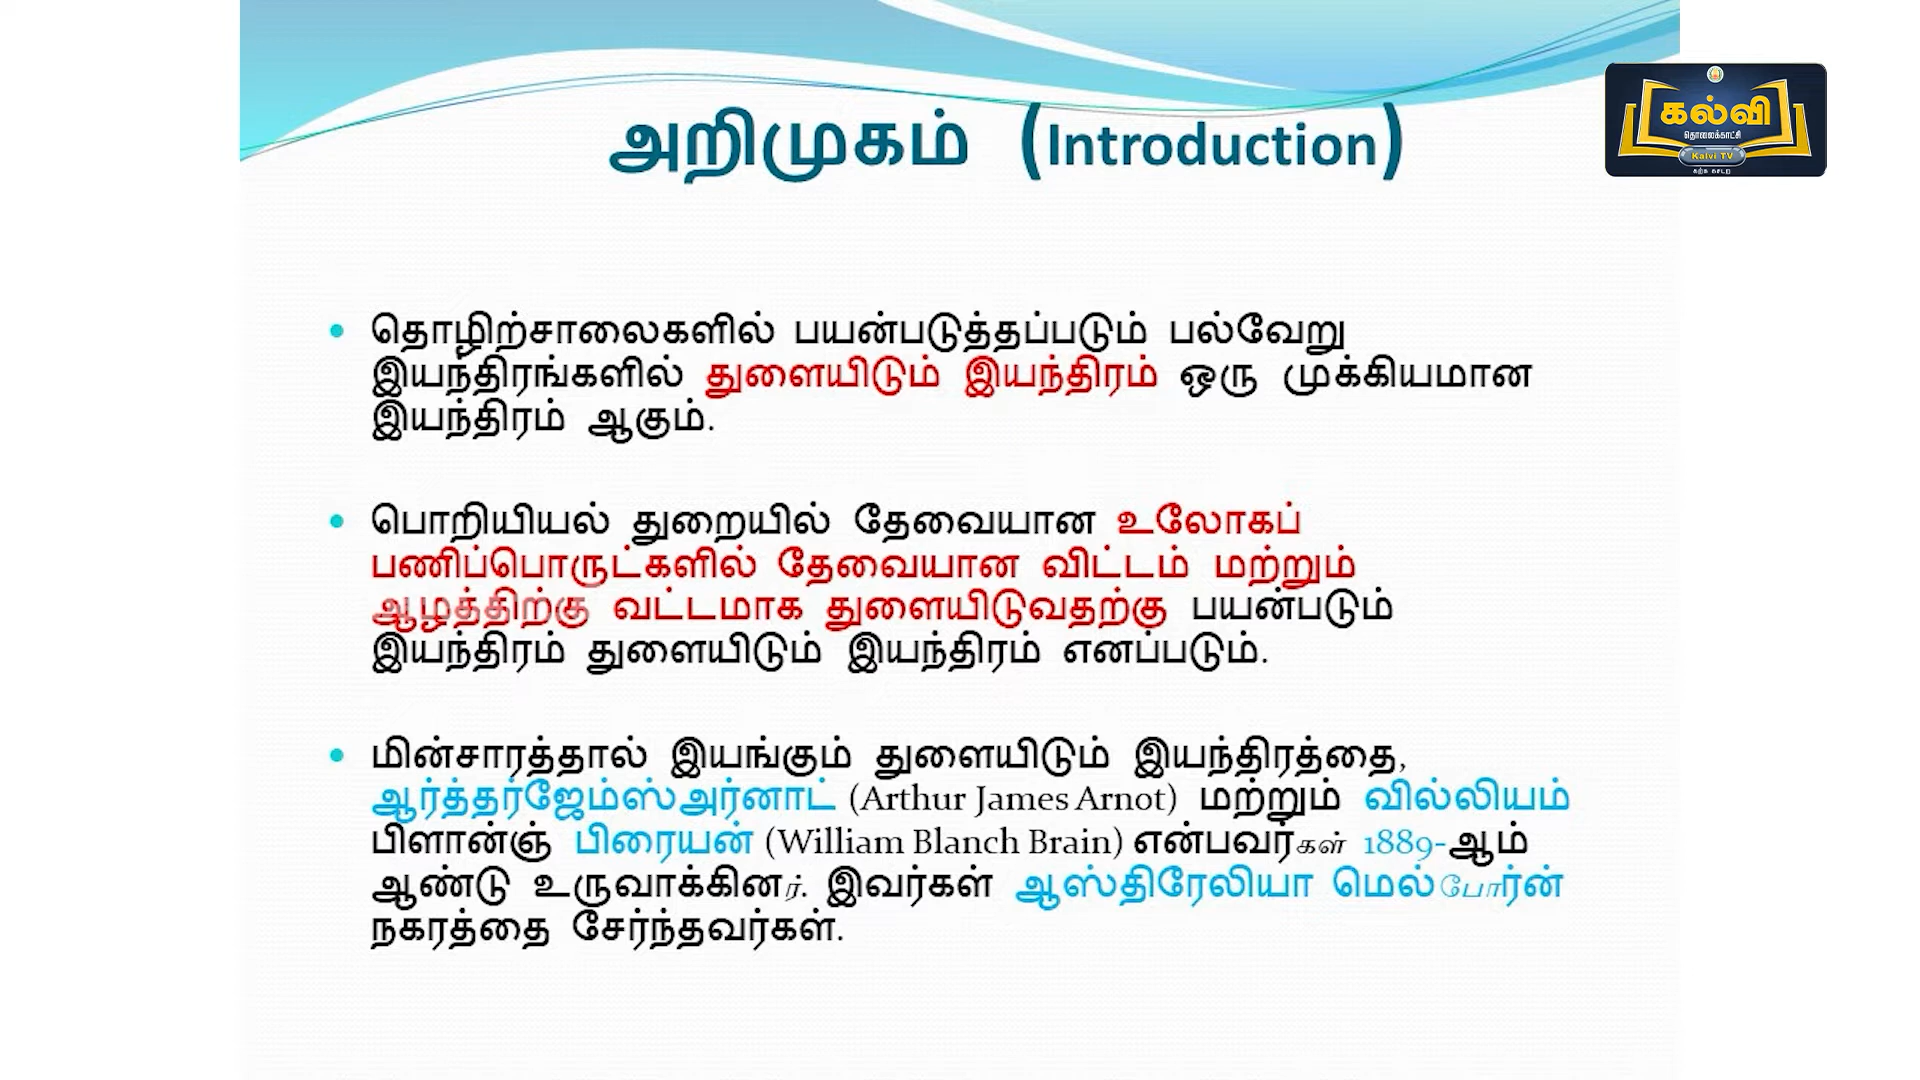 அறிமுகம் (Introduction)
கல்வி
தொலைக்காட்சி
Kalvi TV
கற்க கசடற
• தொழிற்சாலைகளில் பயன்படுத்தப்படும் பல்வேறு
இயந்திரங்களில் துளையிடும் இயந்திரம் ஒரு முக்கியமான
இயந்திரம் ஆகும்.
• பொறியியல் துறையில் தேவையான உலோகப்
பணிப்பொருட்களில் தேவையான விட்டம் மற்றும்
ஆழத்திற்கு வட்டமாக துளையிடுவதற்கு பயன்படும்
இயந்திரம் துளையிடும் இயந்திரம் எனப்படும்.
• மின்சாரத்தால் இயங்கும் துளையிடும் இயந்திரத்தை,
ஆர்த்தர்ஜேம்ஸ்அர்னாட் (Arthur James Arnot) மற்றும் வில்லியம்
பிளான்ஞ் பிரையன் (William Blanch Brain) என்பவர்கள் 1889-ஆம்
ஆண்டு உருவாக்கினர். இவர்கள் ஆஸ்திரேலியா மெல்போர்ன்
நகரத்தை சேர்ந்தவர்கள்.